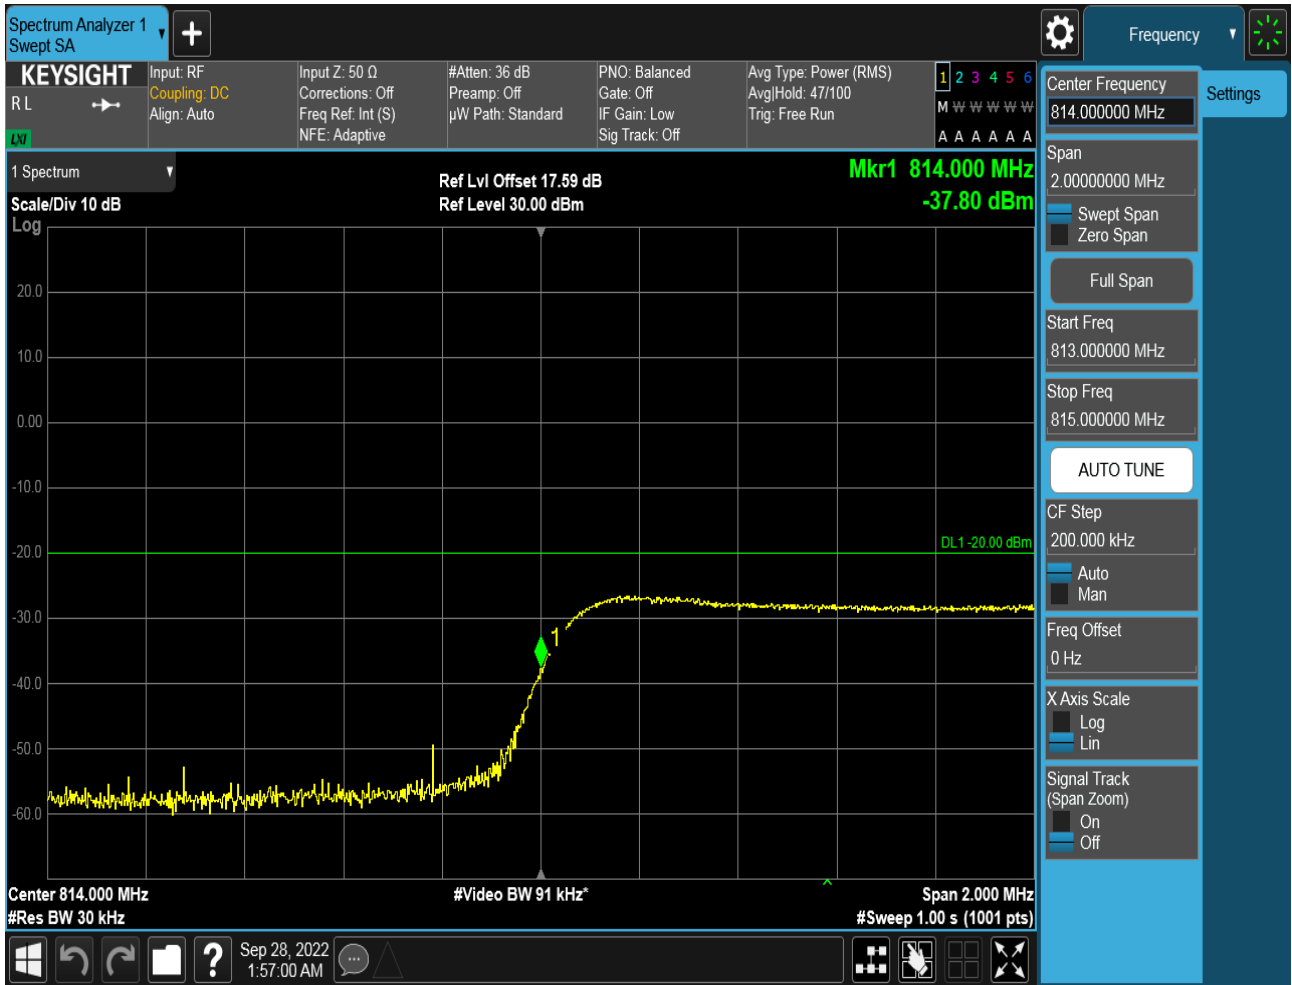 Spectrum Analyzer 1
Swept SA
Frequency
KEYSIGHT
R L
LXI
Input: RF
Coupling: DC
Align: Auto
Input Z: 50 Ω
Corrections: Off
Freq Ref: Int (S)
NFE: Adaptive
#Atten: 36 dB
Preamp: Off
µW Path: Standard
PNO: Balanced
Gate: Off
IF Gain: Low
Sig Track: Off
Avg Type: Power (RMS)
Avg|Hold: 47/100
Trig: Free Run
1 2 3 4 5 6
M W W W W W
A A A A A A
1 Spectrum
Scale/Div 10 dB
Log
Ref Lvl Offset 17.59 dB
Ref Level 30.00 dBm
Mkr1 814.000 MHz
-37.80 dBm
20.0
10.0
0.00
-10.0
-20.0
-30.0
-40.0
-50.0
-60.0
DL1 -20.00 dBm
1
Center 814.000 MHz
#Res BW 30 kHz
#Video BW 91 kHz*
Span 2.000 MHz
#Sweep 1.00 s (1001 pts)
Center Frequency
814.000000 MHz
Settings
Span
2.00000000 MHz
Swept Span
Zero Span
Full Span
Start Freq
813.000000 MHz
Stop Freq
815.000000 MHz
AUTO TUNE
CF Step
200.000 kHz
Auto
Man
Freq Offset
0 Hz
X Axis Scale
Log
Lin
Signal Track
(Span Zoom)
On
Off
?
Sep 28, 2022
1:57:00 AM